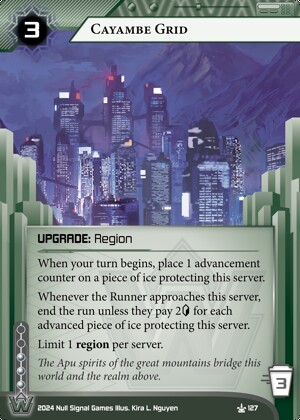 3
CAYAMBE GRID
UPGRADE: Region
When your turn begins, place 1 advancement
counter on a piece of ice protecting this server.
Whenever the Runner approaches this server,
end the run unless they pay 2 for each
advanced piece of ice protecting this server.
Limit 1 region per server.
The Apu spirits of the great mountains bridge this
world and the realm above.
3
2024 Null Signal Games Illus. Kira L. Nguyen
127